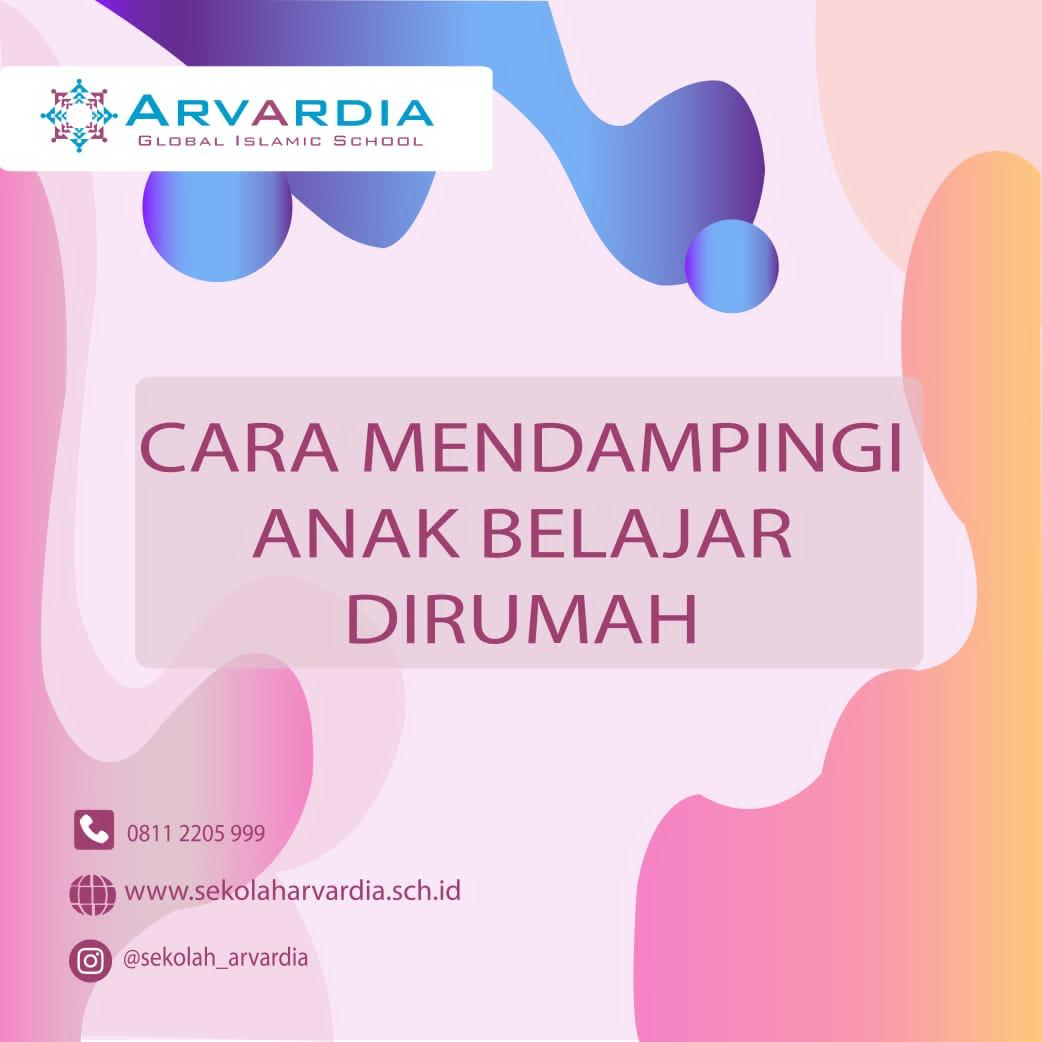 ARVARDIA
GLOBAL ISLAMIC SCHOOL
CARA MENDAMPINGI
ANAK BELAJAR
DIRUMAH
0811 2205 999
www.sekolaharvardia.sch.id
@sekolah_arvardia